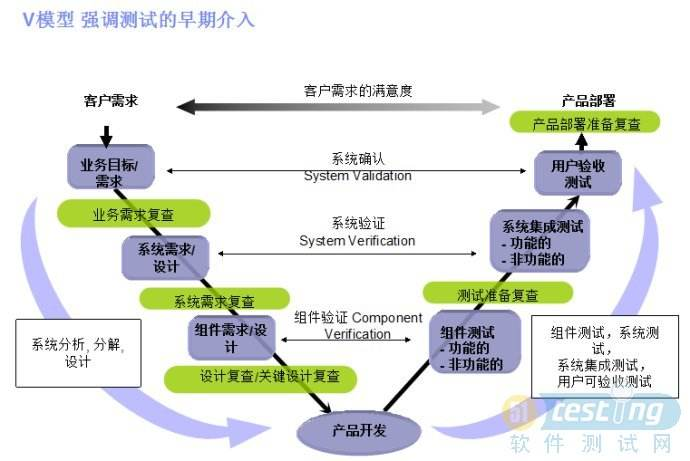 V模型 强调测试的早期介入
客户需求的满意度
客户需求
产品部署
产品部署准备复查
业务目标/
需求
系统确认
System Validation
用户验收
测试
业务需求复查
系统需求/
设计
系统验证
System Verification
系统集成测试
- 功能的
- 非功能的
系统需求复查
测试准备复查
组件需求/设
计
组件验证 Component
Verification
组件测试
- 功能的
- 非功能的
系统分析, 分解,
设计
设计复查/关键设计复查
组件测试，系统测
试，
系统集成测试，
用户可验收测试
产品开发
51 testing
软件测试网